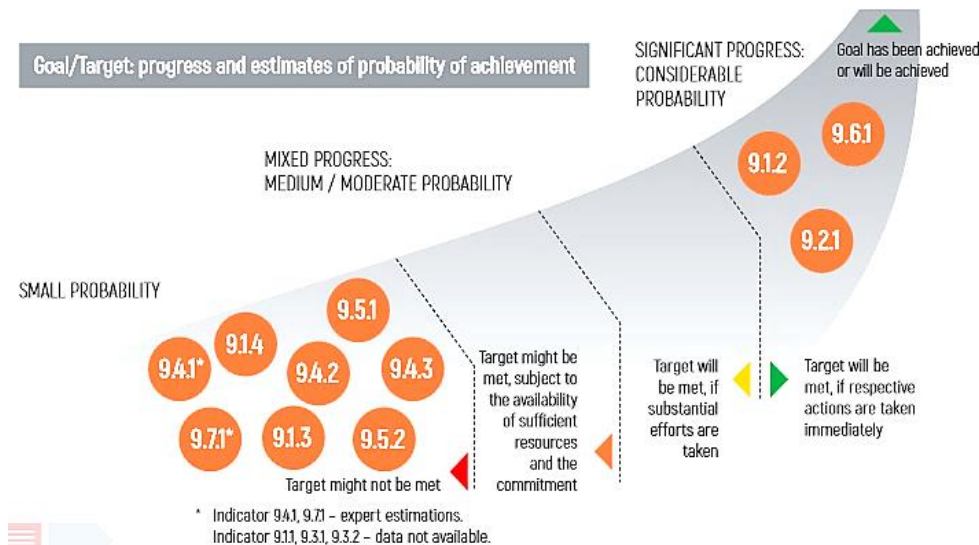 Goal/Target: progress and estimates of probability of achievement
SIGNIFICANT PROGRESS:
CONSIDERABLE
PROBABILITY
Goal has been achieved
or will be achieved
MIXED PROGRESS:
MEDIUM / MODERATE PROBABILITY
SMALL PROBABILITY
9.6.1
9.1.2
9.2.1
9.5.1
9.1.4
9.4.1*
9.4.2
9.4.3
9.7.1*
9.1.3
9.5.2
Target might not be met
Target might be
met, subject to
the availability
of sufficient
resources
and the
commitment
Target will
be met, if
substantial
efforts are
taken
Target will be
met, if respective
actions are taken
immediately
* Indicator 9.4.1, 9.7.1 – expert estimations.
Indicator 9.1.1, 9.3.1, 9.3.2 – data not available.